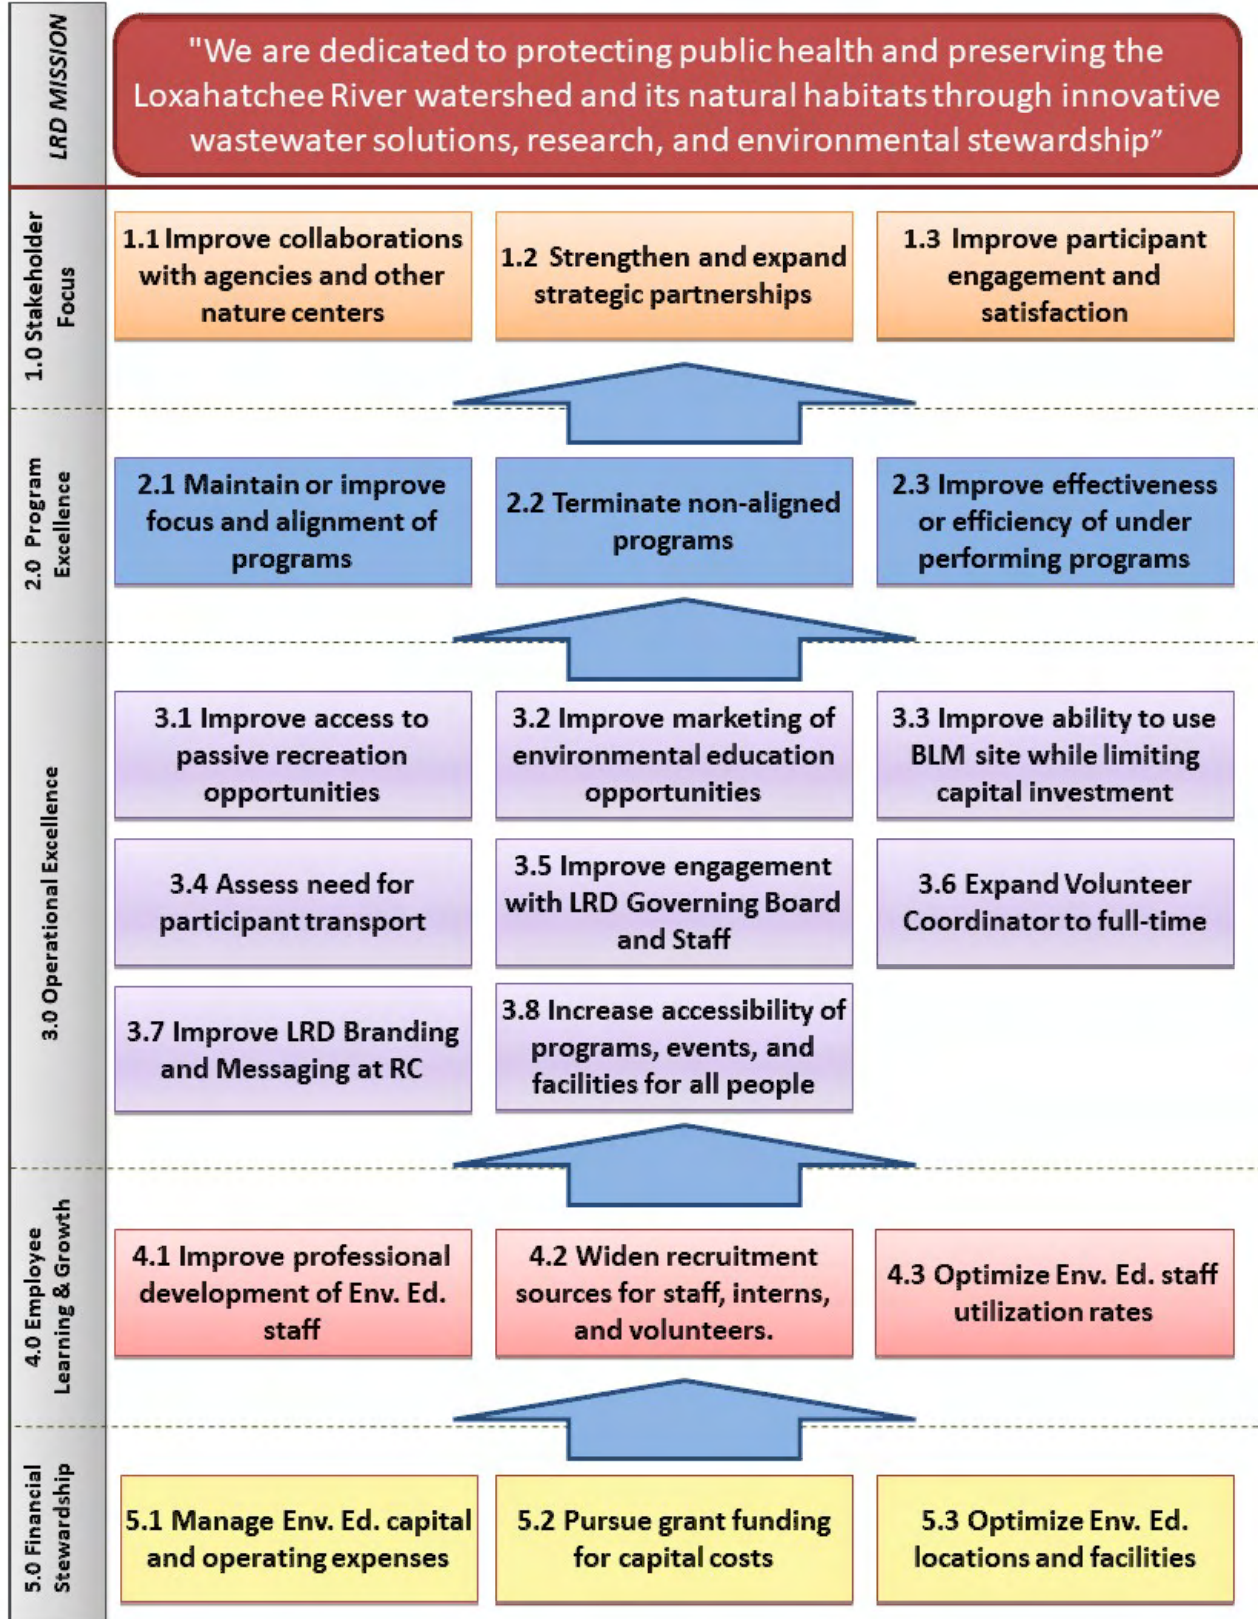 LRD MISSION
"We are dedicated to protecting public health and preserving the
Loxahatchee River watershed and its natural habitats through innovative
wastewater solutions, research, and environmental stewardship”
1.0 Stakeholder
Focus
1.1 Improve collaborations
with agencies and other
nature centers
1.2 Strengthen and expand
strategic partnerships
1.3 Improve participant
engagement and
satisfaction
2.0 Program
Excellence
2.1 Maintain or improve
focus and alignment of
programs
2.2 Terminate non-aligned
programs
2.3 Improve effectiveness
or efficiency of under
performing programs
3.0 Operational Excellence
3.1 Improve access to
passive recreation
opportunities
3.2 Improve marketing of
environmental education
opportunities
3.3 Improve ability to use
BLM site while limiting
capital investment
3.4 Assess need for
participant transport
3.5 Improve engagement
with LRD Governing Board
and Staff
3.6 Expand Volunteer
Coordinator to full-time
3.7 Improve LRD Branding
and Messaging at RC
3.8 Increase accessibility of
programs, events, and
facilities for all people
4.0 Employee
Learning & Growth
4.1 Improve professional
development of Env. Ed.
staff
4.2 Widen recruitment
sources for staff, interns,
and volunteers.
4.3 Optimize Env. Ed. staff
utilization rates
5.0 Financial
Stewardship
5.1 Manage Env. Ed. capital
and operating expenses
5.2 Pursue grant funding
for capital costs
5.3 Optimize Env. Ed.
locations and facilities